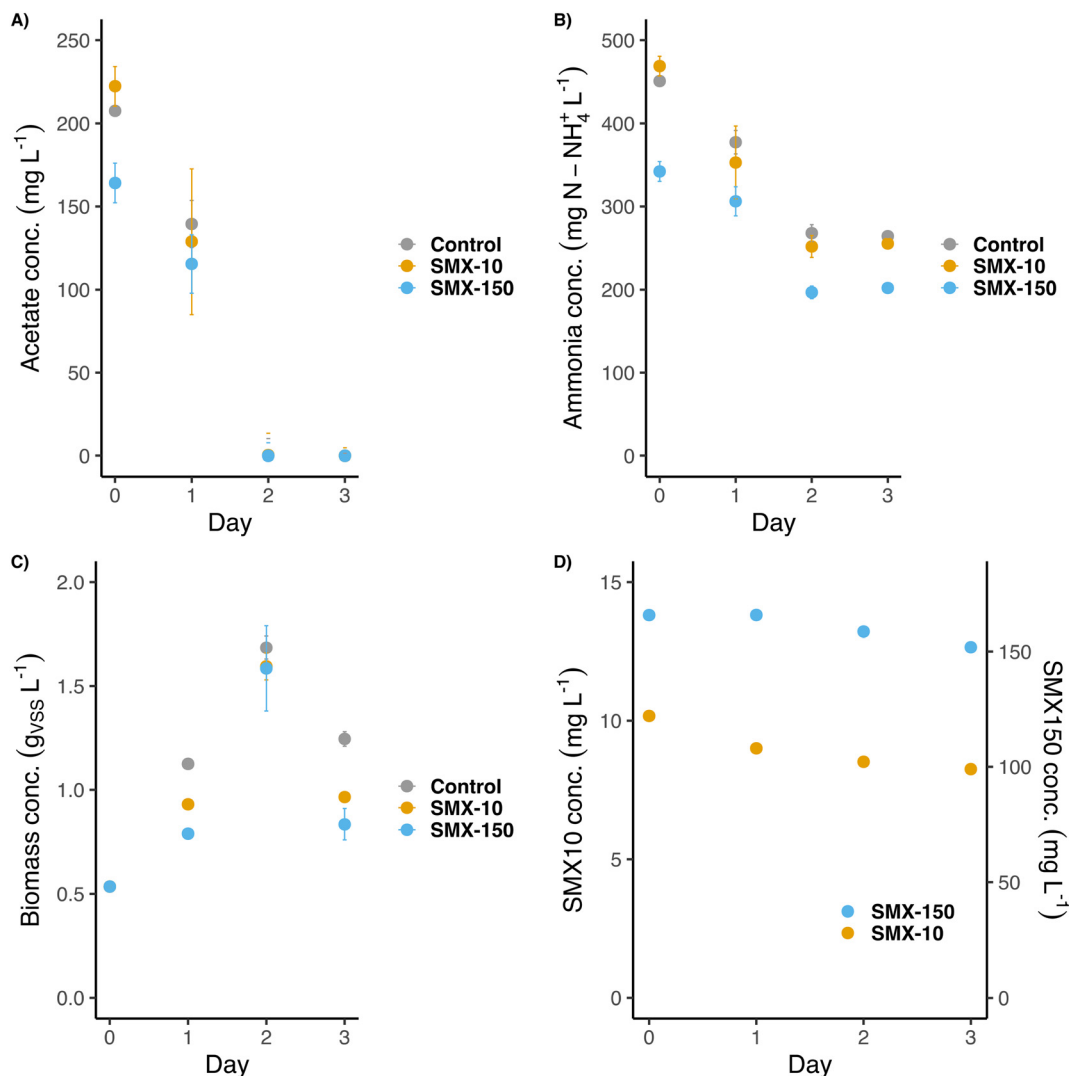 A)
Acetate conc. (mg L⁻¹)
250
200
150
100
50
0
0 1 2 3
Day
Control
SMX-10
SMX-150
B)
Ammonia conc. (mg N – NH₄⁺ L⁻¹)
500
400
300
200
100
0
0 1 2 3
Day
Control
SMX-10
SMX-150
C)
Biomass conc. (gVSS L⁻¹)
2.0
1.5
1.0
0.5
0.0
0 1 2 3
Day
Control
SMX-10
SMX-150
D)
SMX10 conc. (mg L⁻¹)
15
10
5
0
0 1 2 3
Day
SMX-150
SMX-10
150
100
50
0
SMX150 conc. (mg L⁻¹)